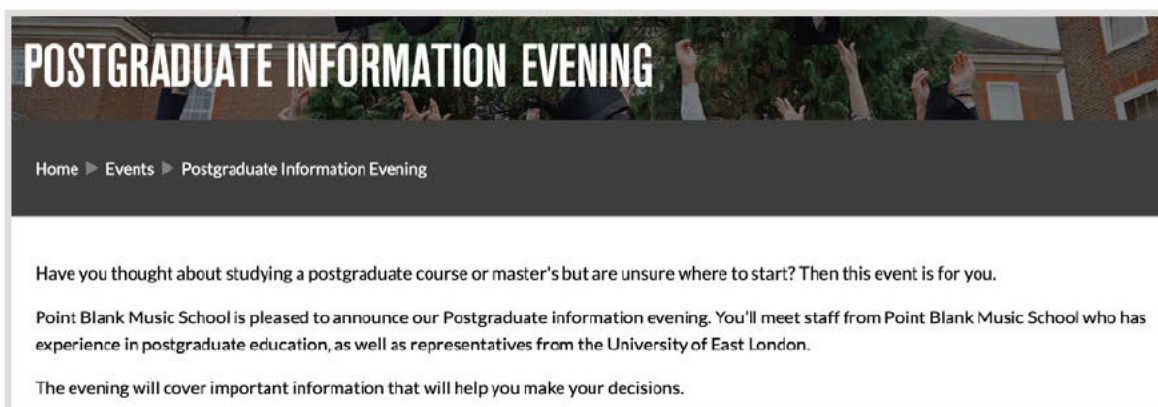 POSTGRADUATE INFORMATION EVENING
Home ▶ Events ▶ Postgraduate Information Evening
Have you thought about studying a postgraduate course or master's but are unsure where to start? Then this event is for you.
Point Blank Music School is pleased to announce our Postgraduate information evening. You'll meet staff from Point Blank Music School who has
experience in postgraduate education, as well as representatives from the University of East London.
The evening will cover important information that will help you make your decisions.